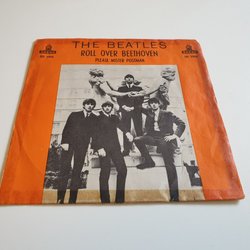 THE BEATLES
ROLL OVER BEETHOVEN
PLEASE MISTER POSTMAN